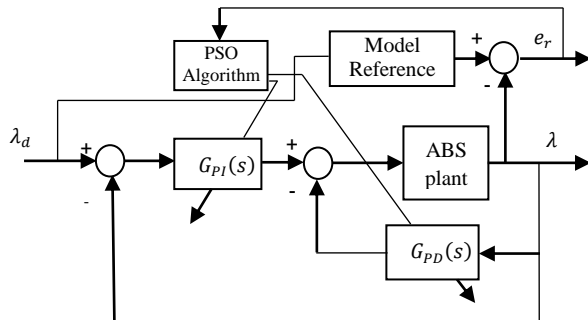 PSO
Algorithm
Model
Reference
+
e_r
-
λ_d
+
-
G_PI(s)
+
-
ABS
plant
λ
G_PD(s)